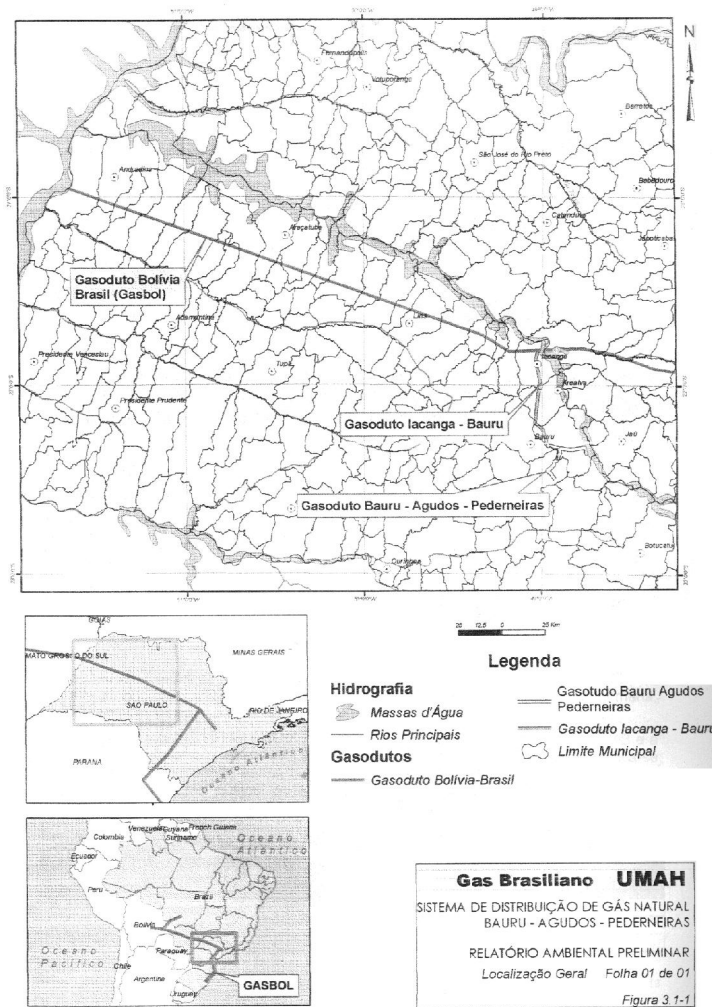 N
Fernandópolis
Votuporanga
Barretos
São José do Rio Preto
Andradina
Bebedouro
Catanduva
Jaboticabal
Araçatuba
Gasoduto Bolívia
Brasil (Gasbol)
Adamantina
Lins
Presidente Venceslau
Iacanga
Tupã
Arealva
Presidente Prudente
Gasoduto Iacanga - Bauru
Bauru
Jaú
Gasoduto Bauru - Agudos - Pederneiras
Botucatu
Ourinhos
GOIÁS
MATO GROSSO DO SUL
MINAS GERAIS
SÃO PAULO
RIO DE JANEIRO
PARANÁ
Oceano Atlântico
25 12,5 0 25 Km
Legenda
Hidrografia
Massas d'Água
Rios Principais
Gasodutos
Gasoduto Bolívia-Brasil
Gasotudo Bauru Agudos
Pederneiras
Gasoduto Iacanga - Bauru
Limite Municipal
Venezuela
Guyana
French Guiana
Suriname
Colombia
Oceano
Atlântico
Ecuador
Peru
Brazil
Bolivia
Paraguay
Oceano
Pacífico
Chile
Argentina
GASBOL
Uruguay
Gas Brasiliano UMAH
SISTEMA DE DISTRIBUIÇÃO DE GÁS NATURAL
BAURU - AGUDOS - PEDERNEIRAS
RELATÓRIO AMBIENTAL PRELIMINAR
Localização Geral Folha 01 de 01
Figura 3.1-1